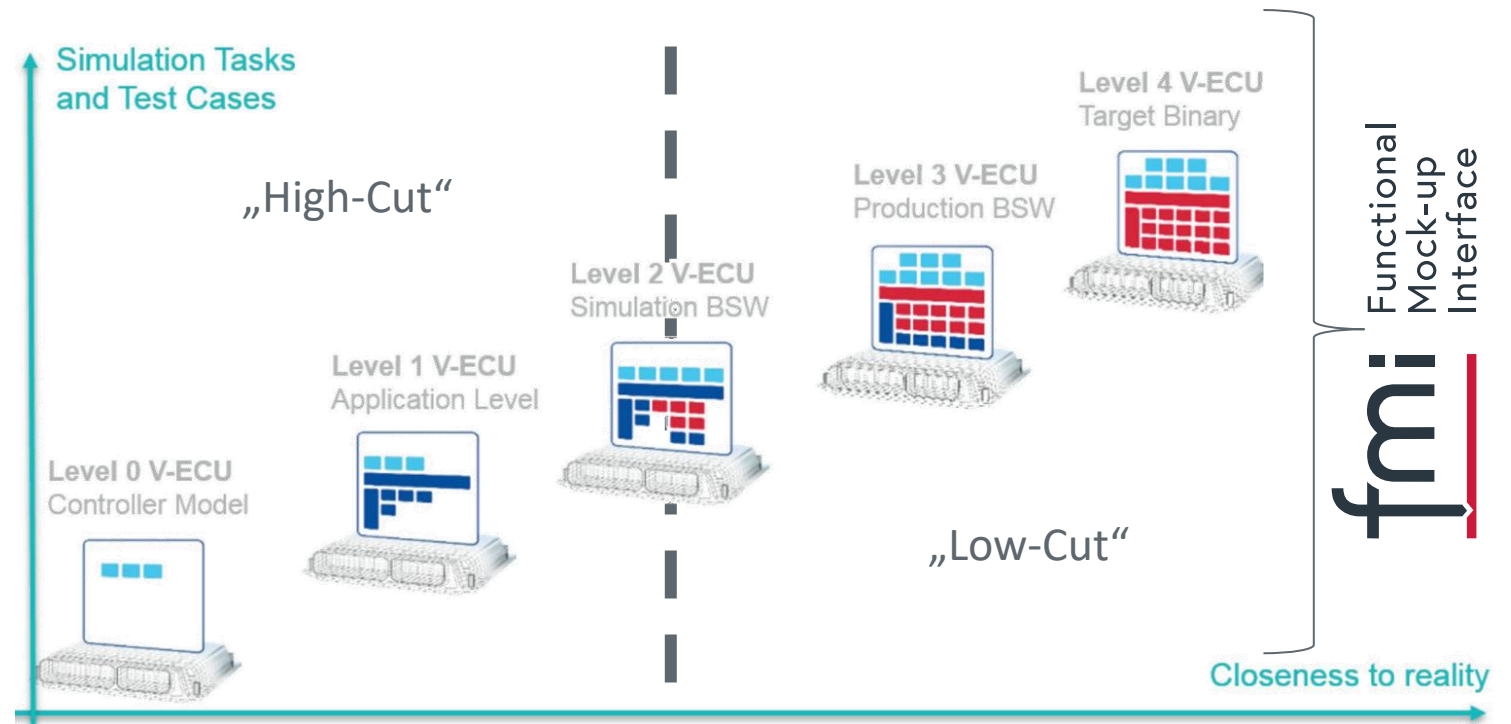 Simulation Tasks
and Test Cases
„High-Cut“
Level 0 V-ECU
Controller Model
Level 1 V-ECU
Application Level
Level 2 V-ECU
Simulation BSW
Level 3 V-ECU
Production BSW
Level 4 V-ECU
Target Binary
„Low-Cut“
Closeness to reality
Functional
Mock-up
Interface
fmi